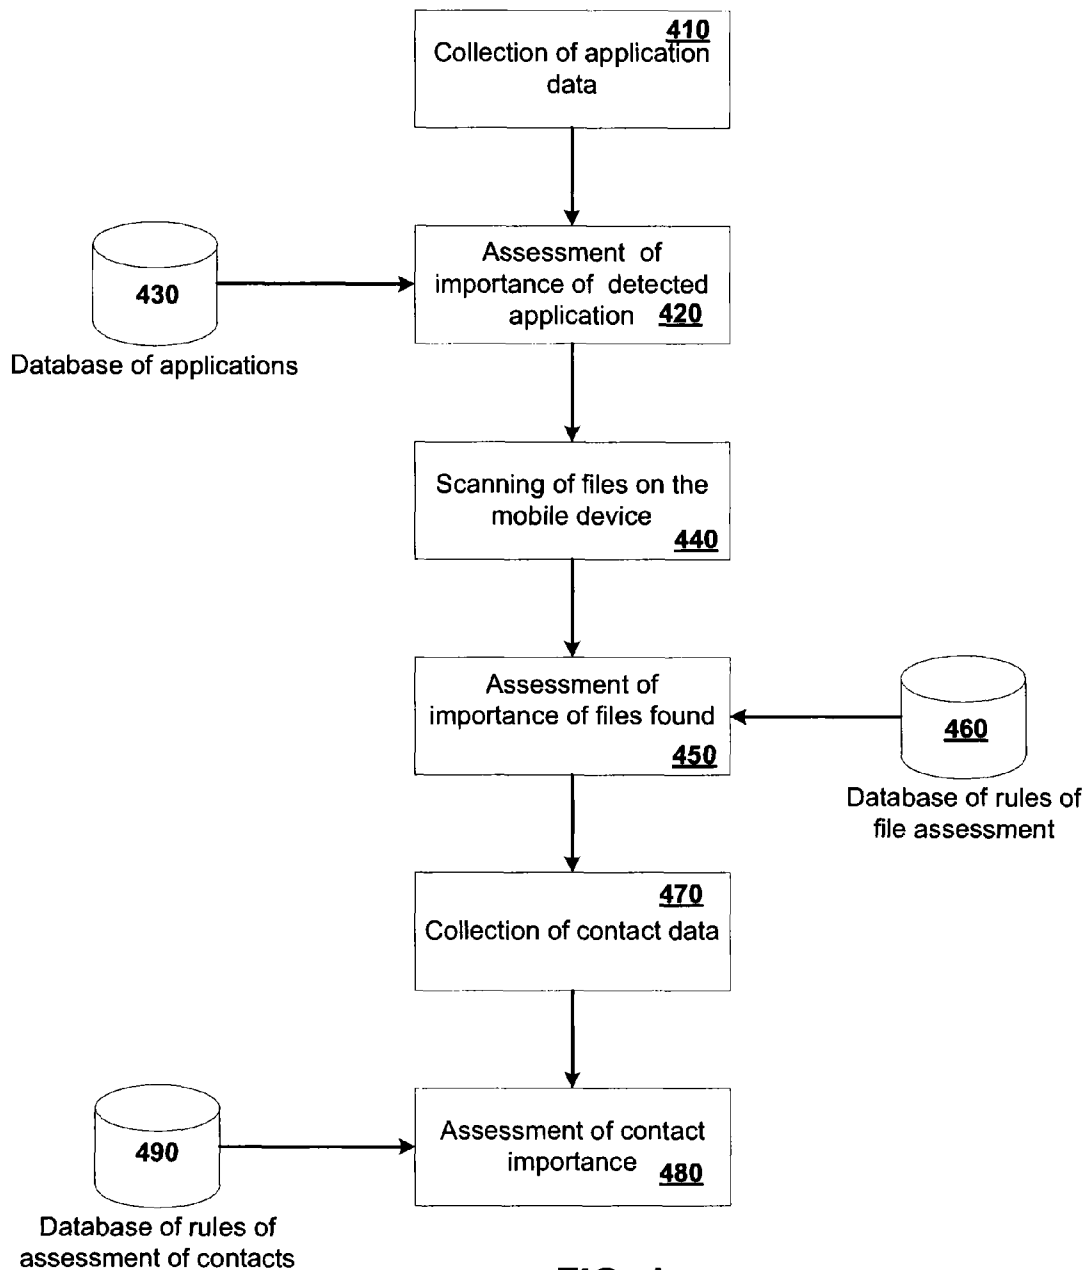 410
Collection of application
data
Assessment of
importance of detected
application 420
430
Database of applications
Scanning of files on the
mobile device
440
Assessment of
importance of files found
450
460
Database of rules of
file assessment
470
Collection of contact data
Assessment of contact
importance 480
490
Database of rules of
assessment of contacts